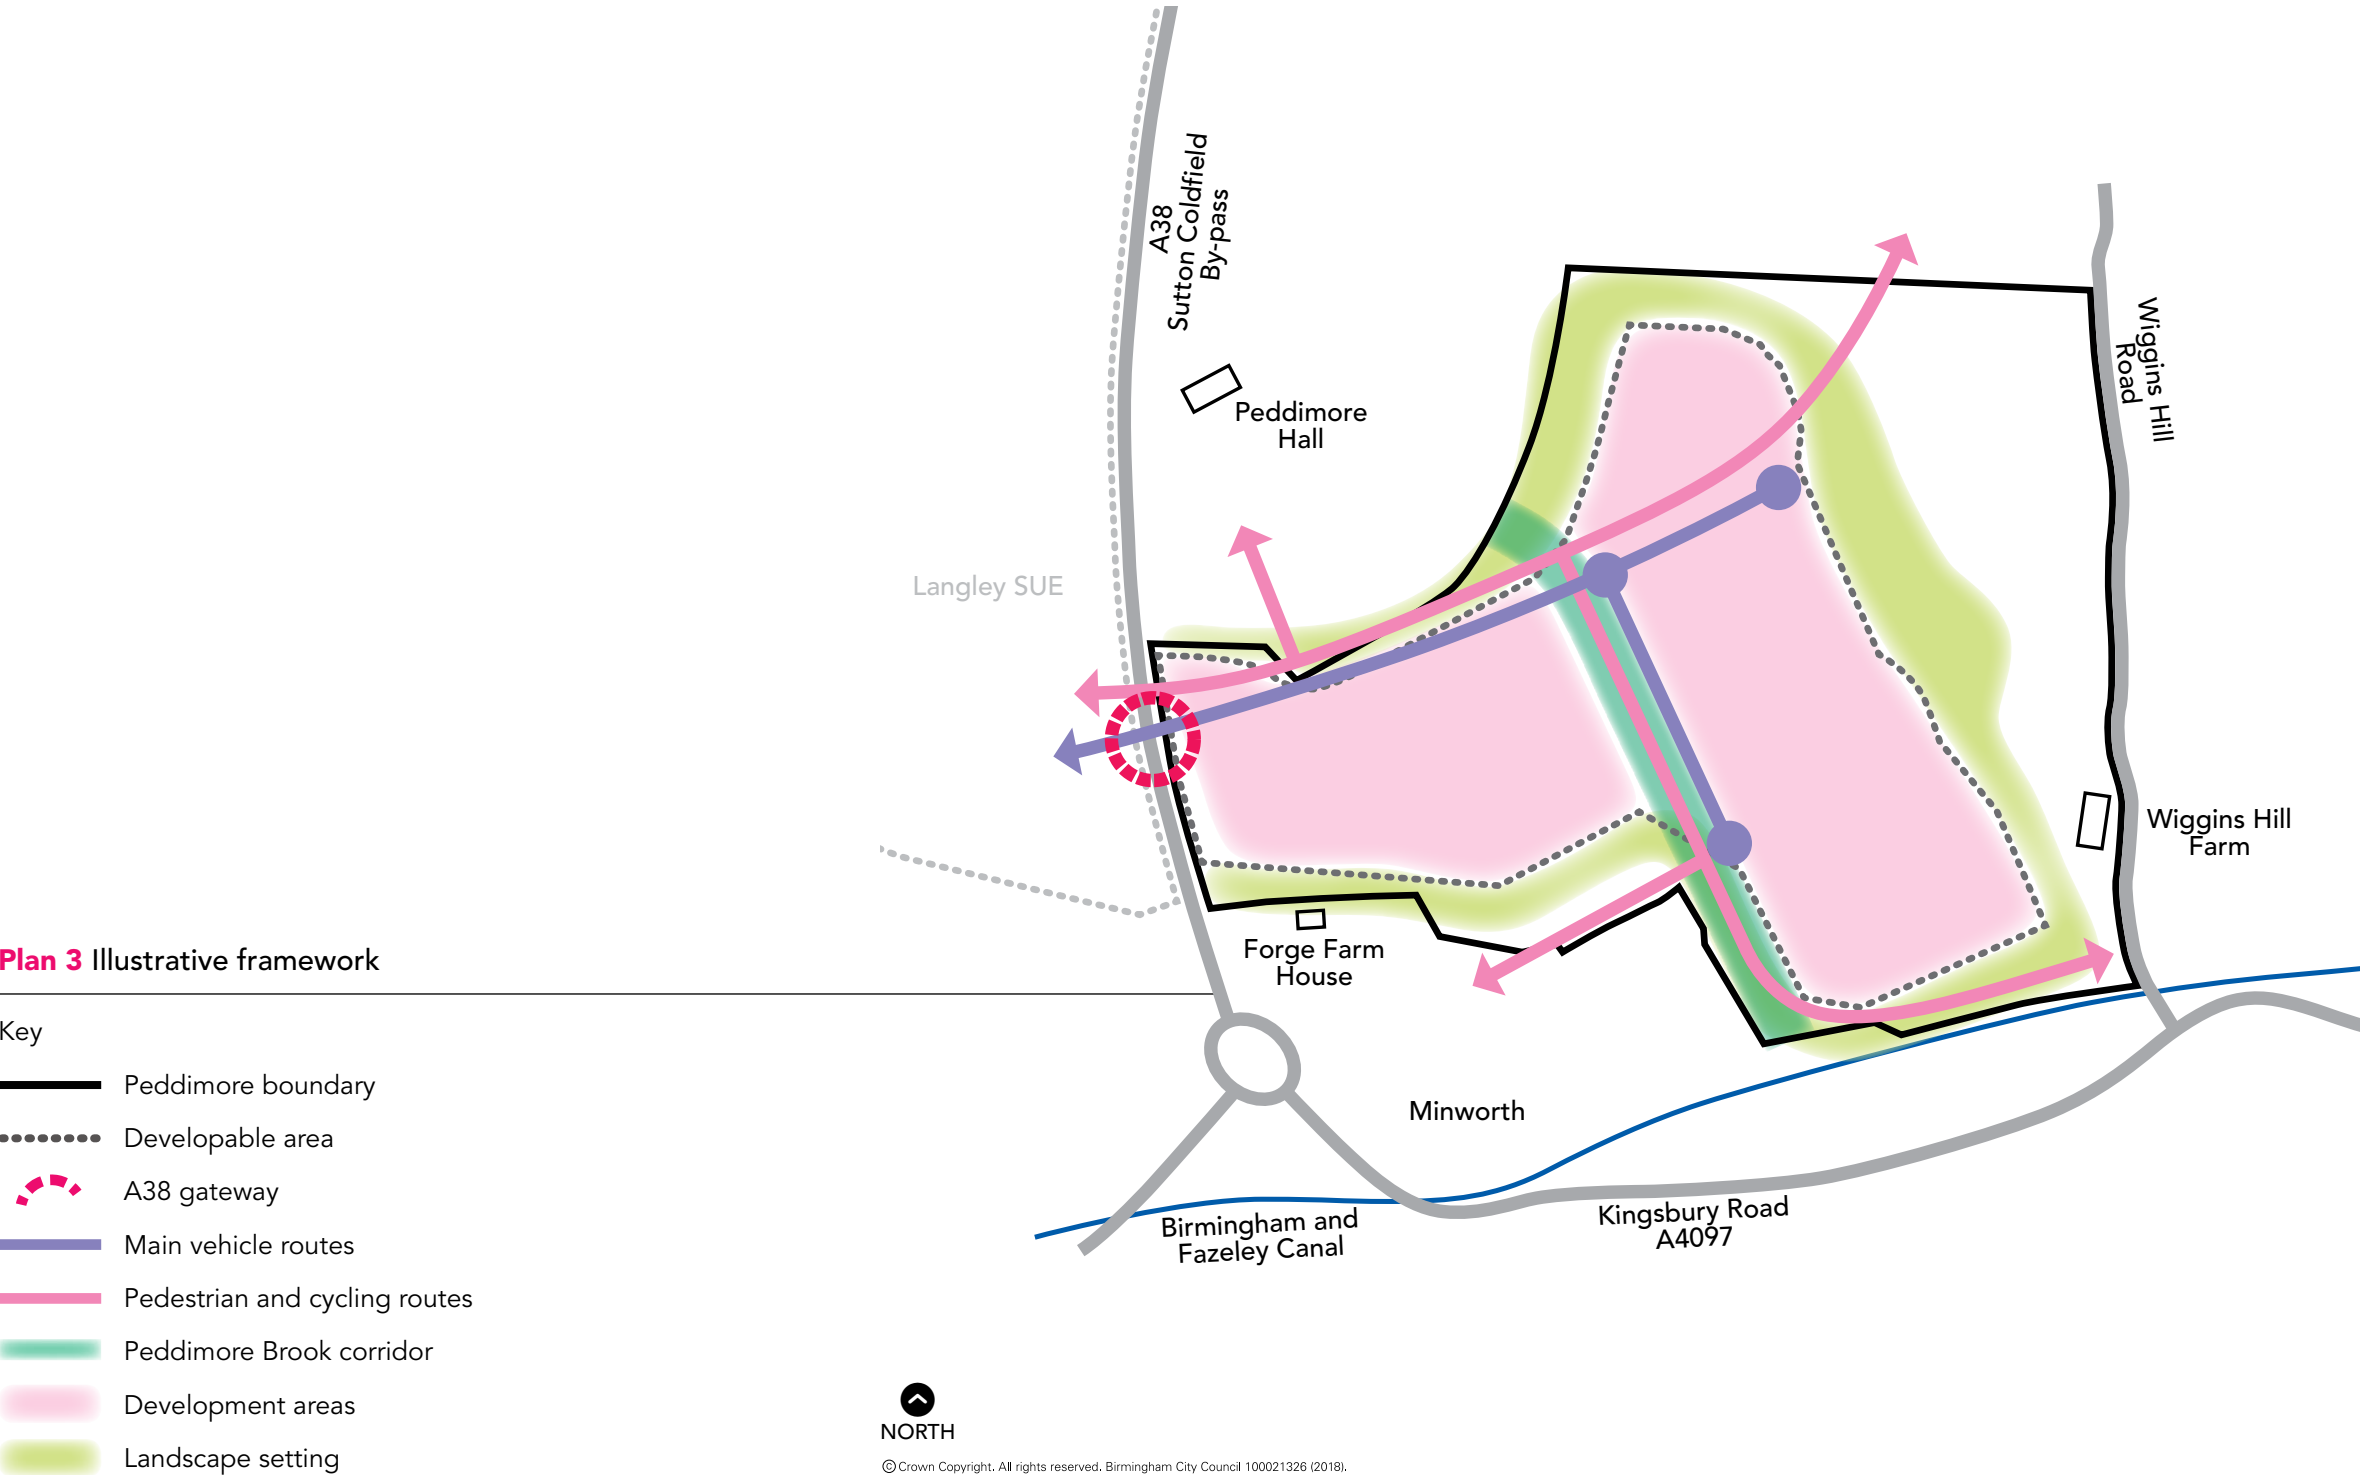 A38
Sutton Coldfield
By-pass
Wiggins Hill
Road
Peddimore
Hall
Langley SUE
Wiggins Hill
Farm
Forge Farm
House
Minworth
Birmingham and
Fazeley Canal
Kingsbury Road
A4097
Plan 3 Illustrative framework
Key
Peddimore boundary
Developable area
A38 gateway
Main vehicle routes
Pedestrian and cycling routes
Peddimore Brook corridor
Development areas
Landscape setting
NORTH
© Crown Copyright. All rights reserved. Birmingham City Council 100021326 (2018).